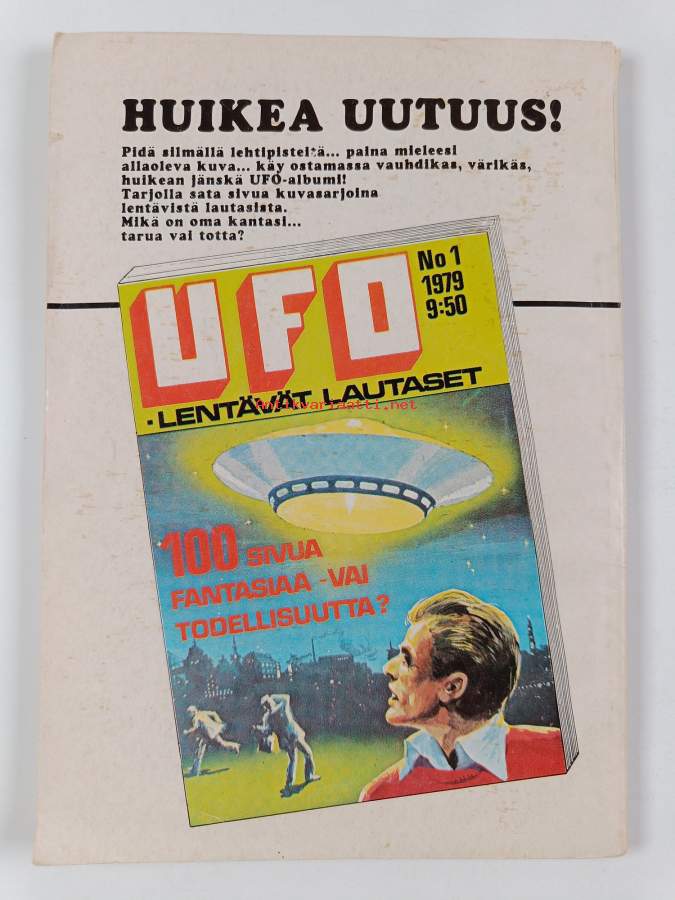 HUIKEA UUTUUS!
Pidä silmällä lehtipisteitä... paina mieleesi
allaoleva kuva... käy ostamassa vauhdikas, värikäs,
huikean jänskä UFO-albumi!
Tarjolla sata sivua kuvasarjoina
lentävistä lautasista.
Mikä on oma kantasi...
tarua vai totta?
UFO
No 1
1979
9:50
- LENTÄVÄT LAUTASET
Antikvariaatti.net
100 SIVUA
FANTASIAA - VAI
TODELLISUUTTA?